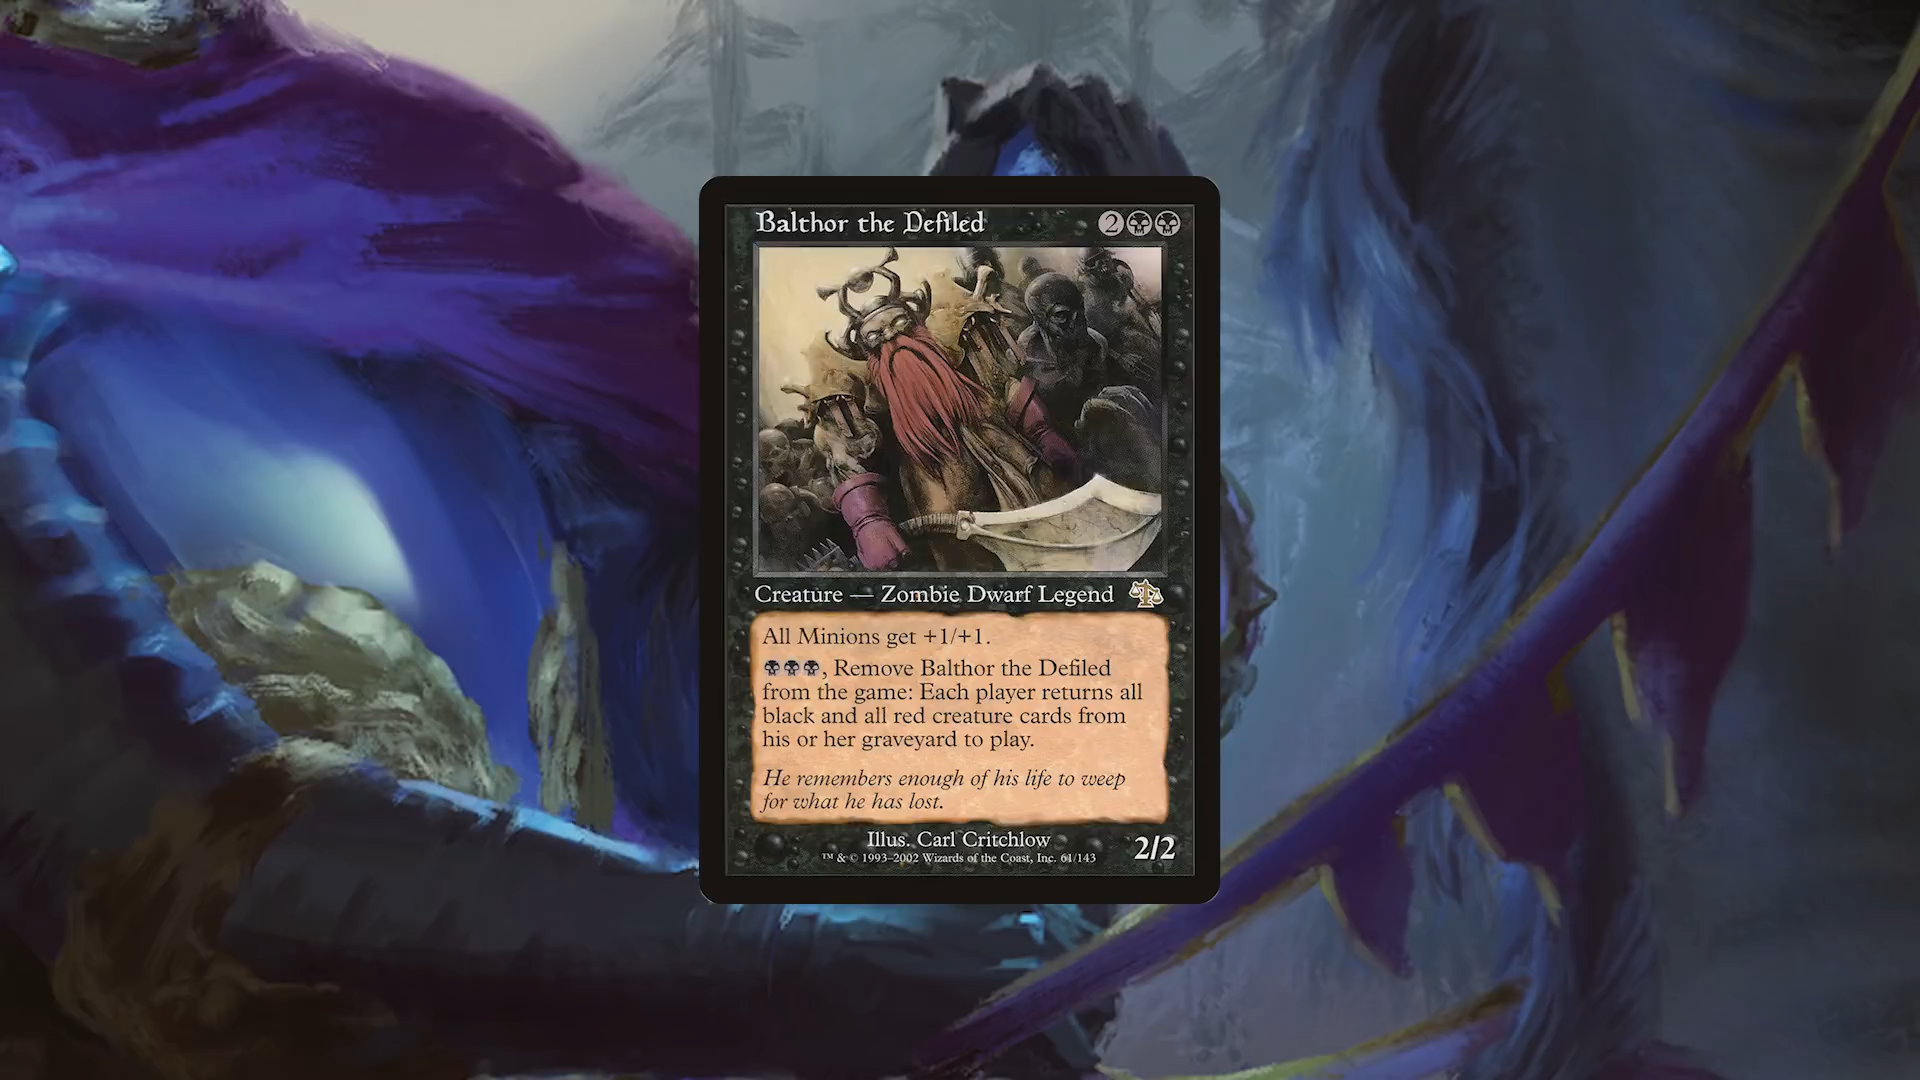 Balthor the Defiled 2
Creature — Zombie Dwarf Legend
All Minions get +1/+1.
, Remove Balthor the Defiled
from the game: Each player returns all
black and all red creature cards from
his or her graveyard to play.
He remembers enough of his life to weep
for what he has lost.
Illus. Carl Critchlow
™ & © 1993–2002 Wizards of the Coast, Inc. 61/143
2/2